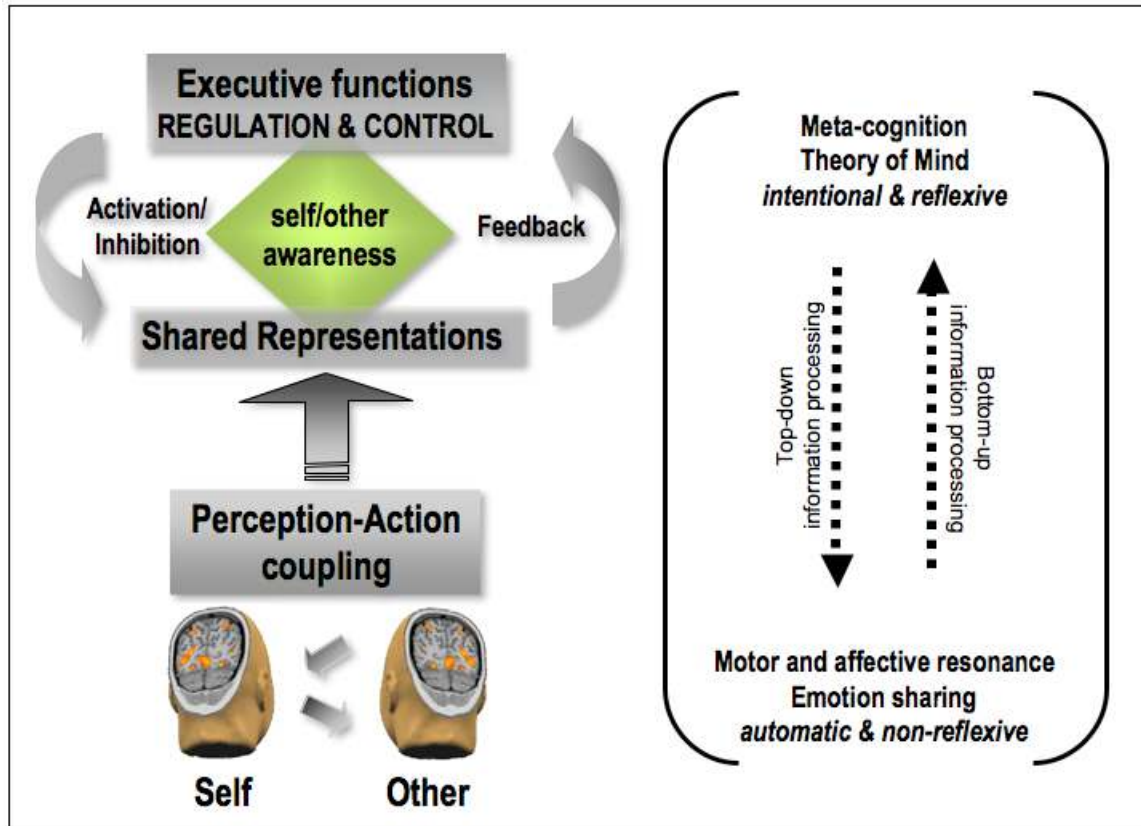 Executive functions
REGULATION & CONTROL
Activation/
Inhibition
self/other
awareness
Feedback
Shared Representations
Perception-Action
coupling
Self
Other
Meta-cognition
Theory of Mind
intentional & reflexive
Top-down
information processing
Bottom-up
information processing
Motor and affective resonance
Emotion sharing
automatic & non-reflexive